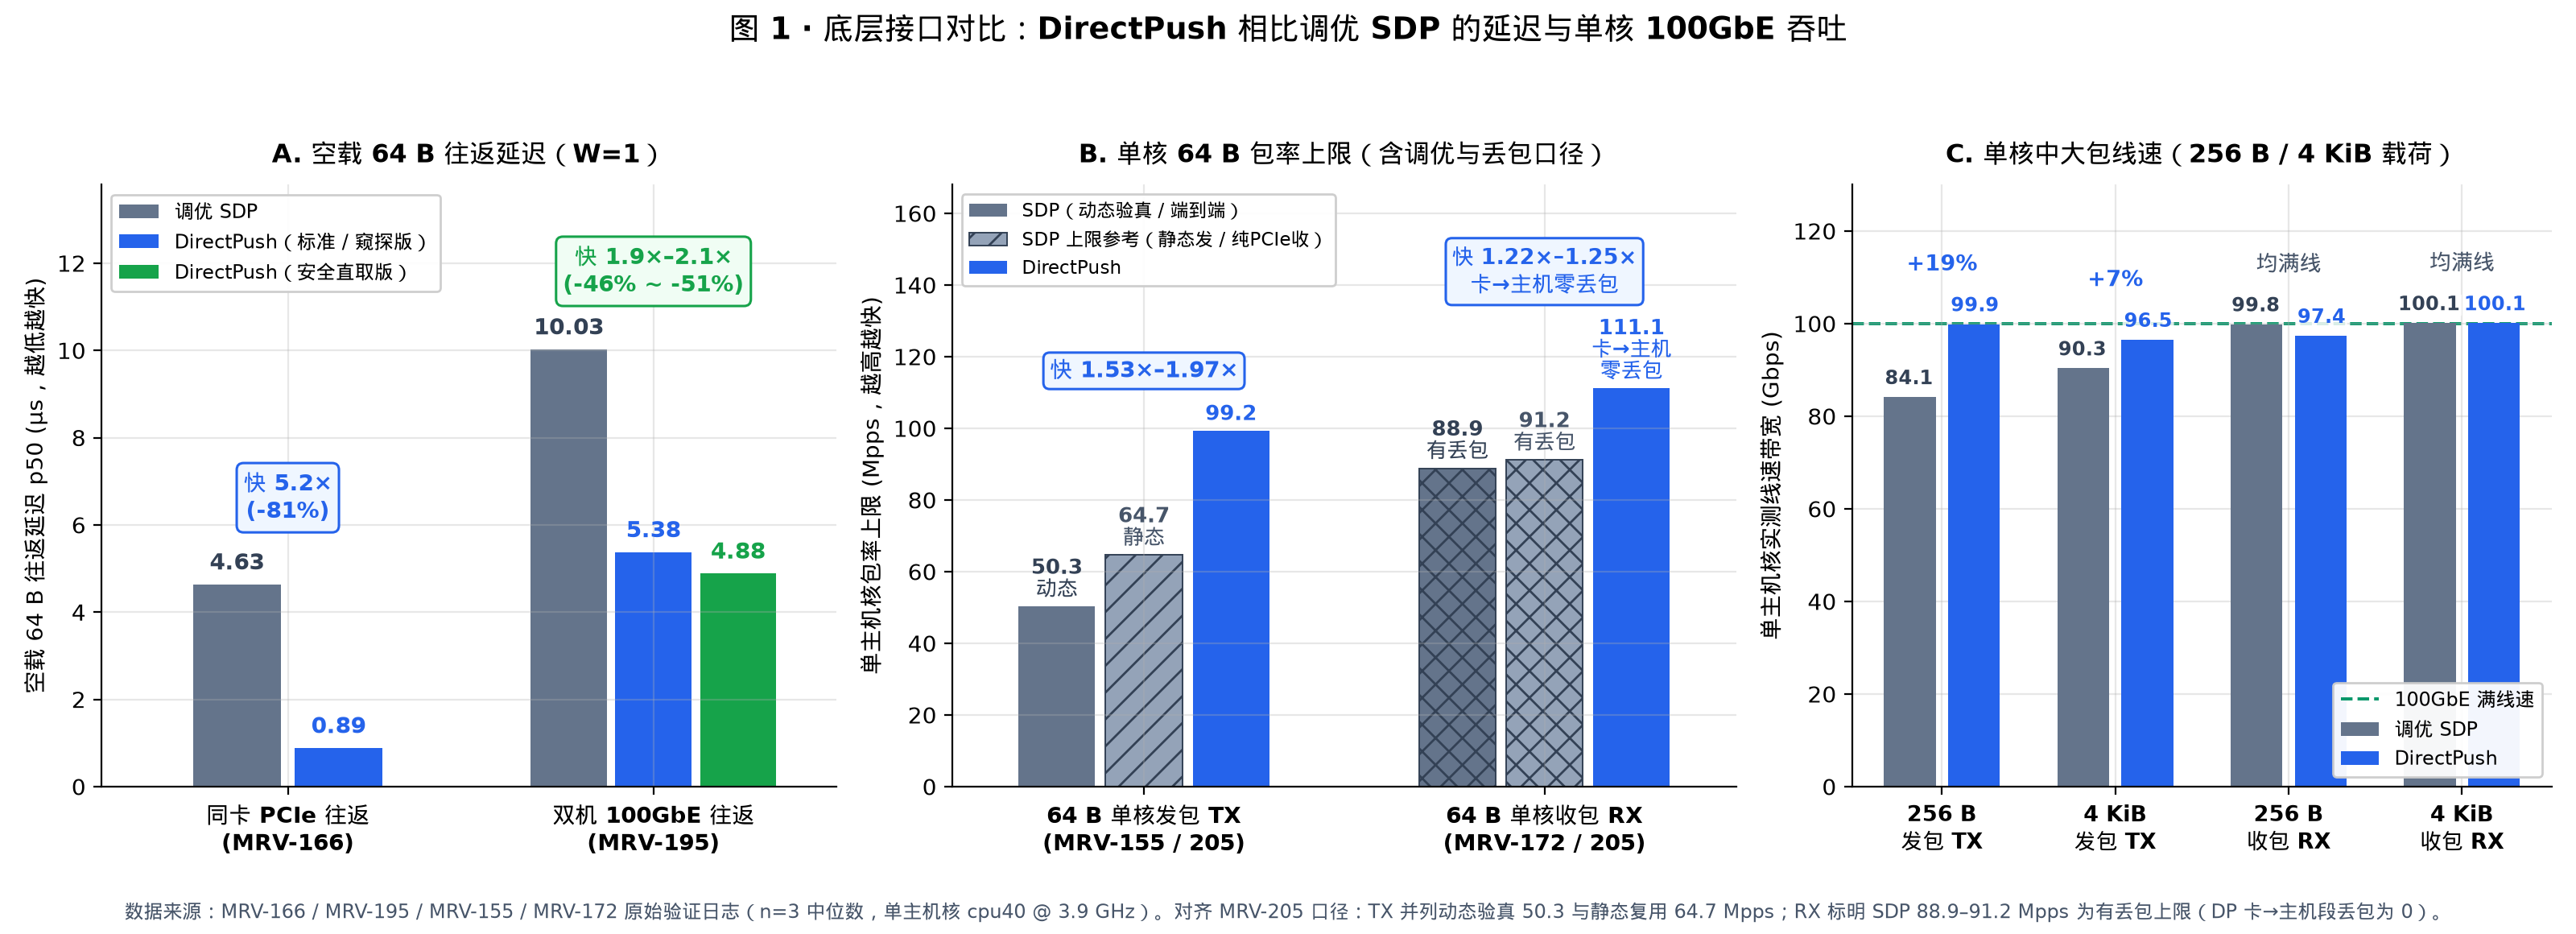 图 1 · 底层接口对比：DirectPush 相比调优 SDP 的延迟与单核 100GbE 吞吐
A. 空载 64 B 往返延迟（W=1）
空载 64 B 往返延迟 p50 (μs，越低越快)
12
10
8
6
4
2
0
调优 SDP
DirectPush（标准 / 窥探版）
DirectPush（安全直取版）
快 1.9×–2.1×
(-46% ~ -51%)
10.03
快 5.2×
(-81%)
4.63
0.89
5.38
4.88
同卡 PCIe 往返
(MRV-166)
双机 100GbE 往返
(MRV-195)
B. 单核 64 B 包率上限（含调优与丢包口径）
单主机核包率上限 (Mpps，越高越快)
160
140
120
100
80
60
40
20
0
SDP（动态验真 / 端到端）
SDP 上限参考（静态发 / 纯PCIe收）
DirectPush
快 1.22×–1.25×
卡→主机零丢包
快 1.53×–1.97×
50.3
动态
64.7
静态
99.2
88.9
有丢包
91.2
有丢包
111.1
卡→主机
零丢包
64 B 单核发包 TX
(MRV-155 / 205)
64 B 单核收包 RX
(MRV-172 / 205)
C. 单核中大包线速（256 B / 4 KiB 载荷）
单主机核实测线速带宽 (Gbps)
120
100
80
60
40
20
0
+19%
+7%
均满线
均满线
84.1
99.9
90.3
96.5
99.8
97.4
100.1
100.1
100GbE 满线速
调优 SDP
DirectPush
256 B
发包 TX
4 KiB
发包 TX
256 B
收包 RX
4 KiB
收包 RX
数据来源：MRV-166 / MRV-195 / MRV-155 / MRV-172 原始验证日志（n=3 中位数，单主机核 cpu40 @ 3.9 GHz）。对齐 MRV-205 口径：TX 并列动态验真 50.3 与静态复用 64.7 Mpps；RX 标明 SDP 88.9–91.2 Mpps 为有丢包上限（DP 卡→主机段丢包为 0）。